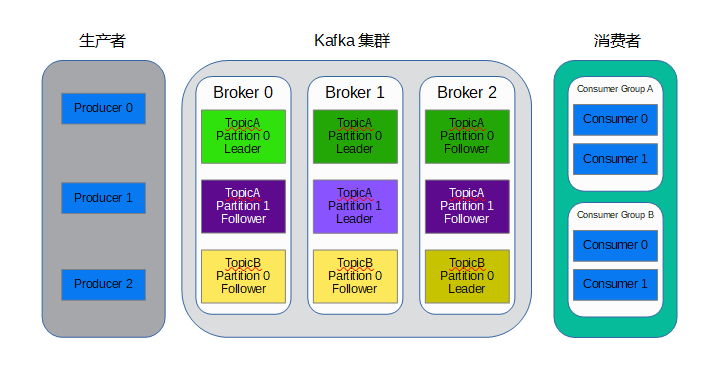 生产者
Kafka 集群
消费者
Producer 0
Producer 1
Producer 2
Broker 0
TopicA
Partition 0
Leader
TopicA
Partition 1
Follower
TopicB
Partition 0
Follower
Broker 1
TopicA
Partition 0
Leader
TopicA
Partition 1
Leader
TopicB
Partition 0
Follower
Broker 2
TopicA
Partition 0
Follower
TopicA
Partition 1
Follower
TopicB
Partition 0
Leader
Consumer Group A
Consumer 0
Consumer 1
Consumer Group B
Consumer 0
Consumer 1